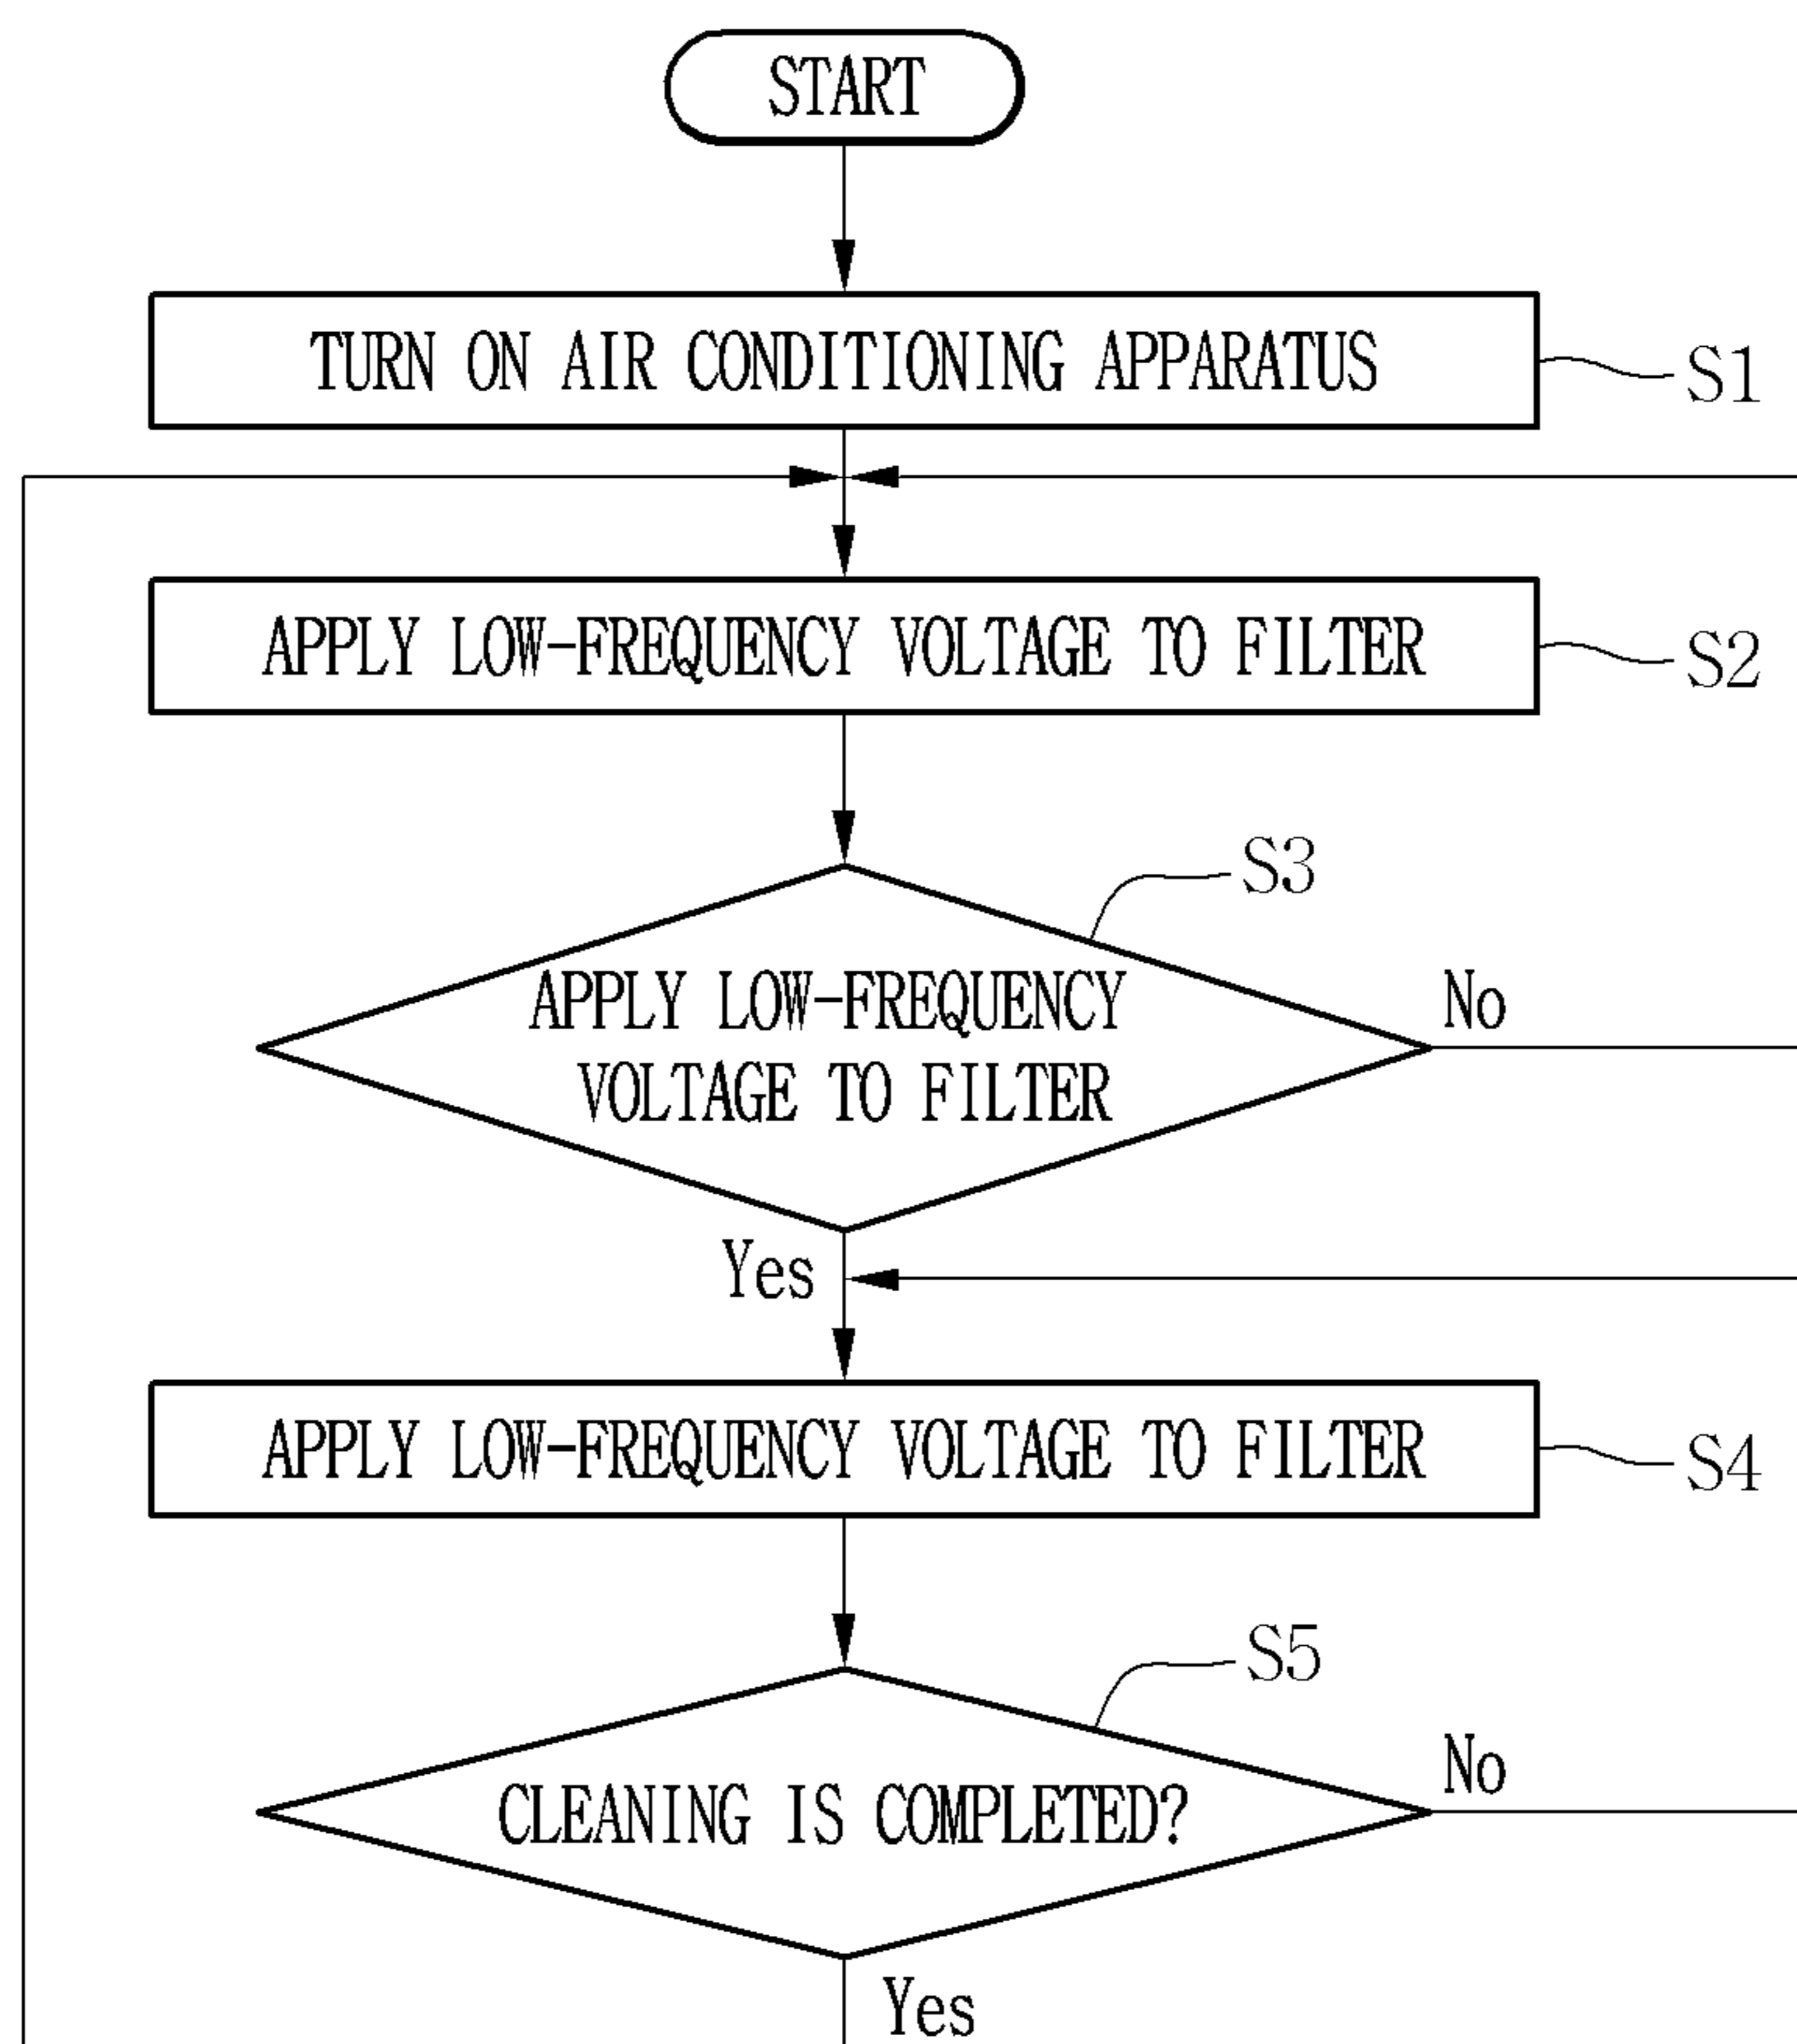 START
TURN ON AIR CONDITIONING APPARATUS
S1
APPLY LOW-FREQUENCY VOLTAGE TO FILTER
S2
S3
APPLY LOW-FREQUENCY
VOLTAGE TO FILTER
No
Yes
APPLY LOW-FREQUENCY VOLTAGE TO FILTER
S4
S5
CLEANING IS COMPLETED?
No
Yes